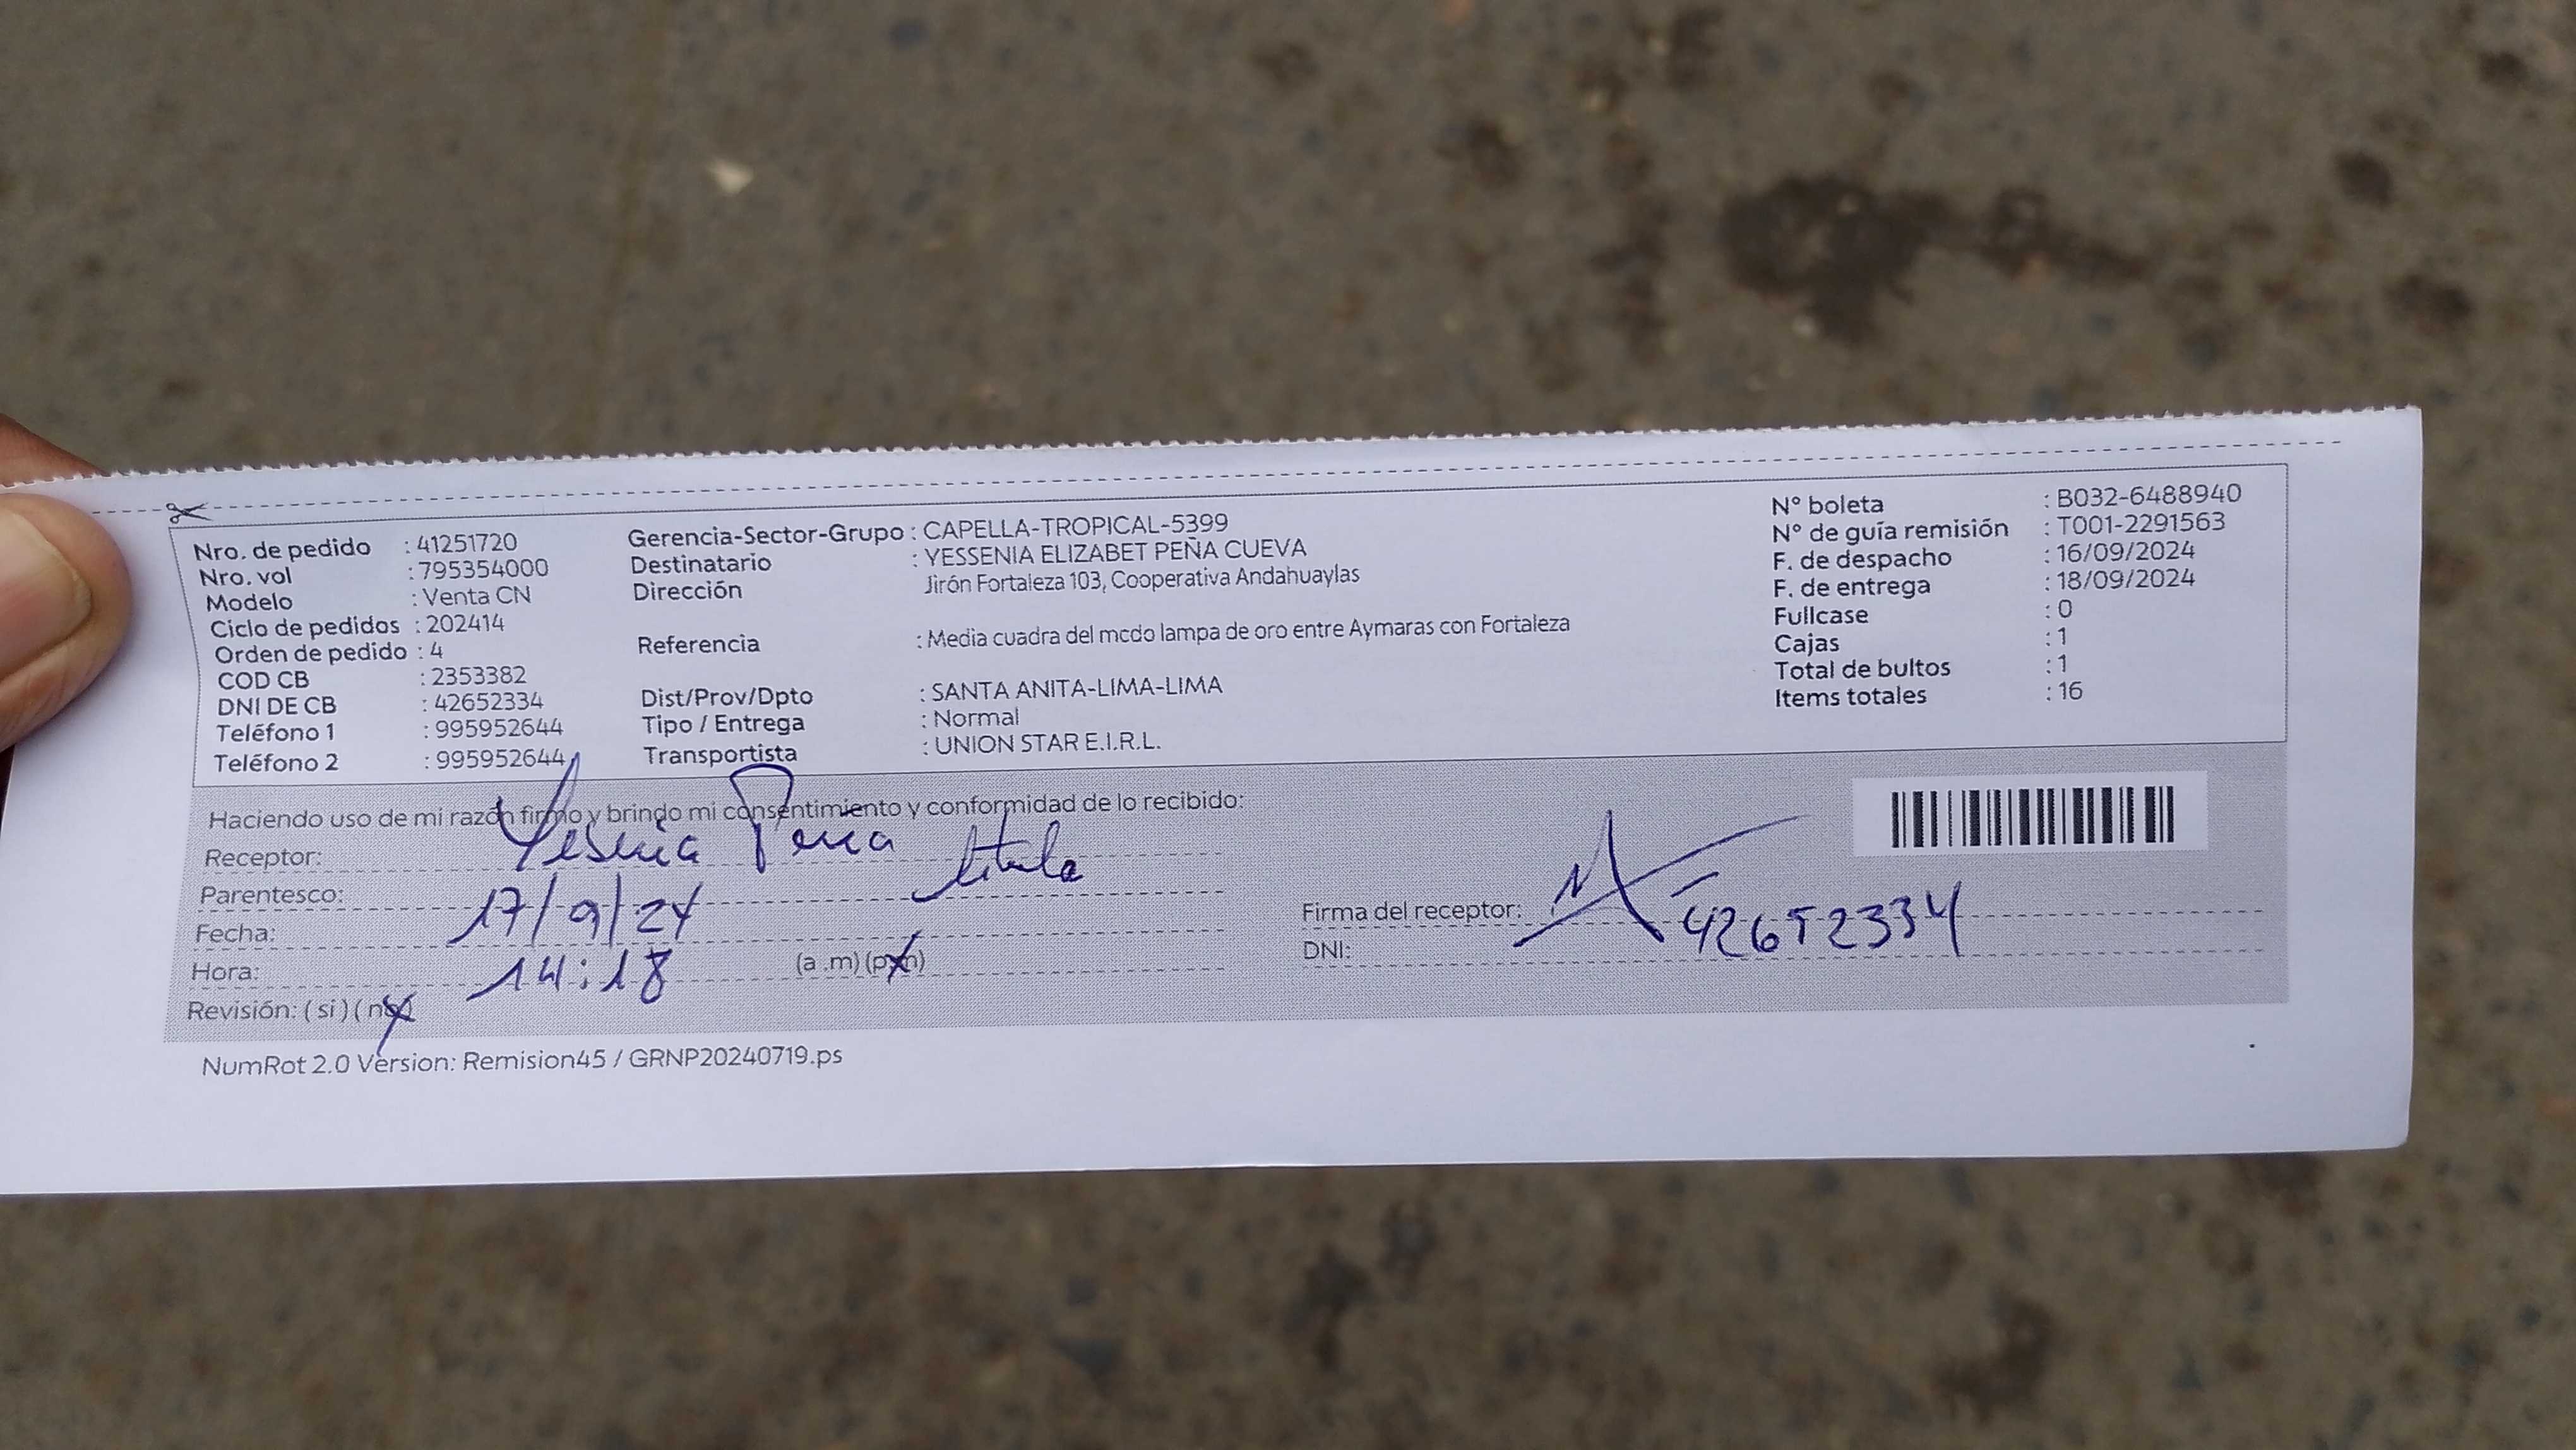 Nro. de pedido : 41251720
Nro. vol : 795354000
Modelo : Venta CN
Ciclo de pedidos : 202414
Orden de pedido : 4
COD CB : 2353382
DNI DE CB : 42652334
Teléfono 1 : 995952644
Teléfono 2 : 995952644
Gerencia-Sector-Grupo : CAPELLA-TROPICAL-5399
Destinatario : YESSENIA ELIZABET PEÑA CUEVA
Dirección Jirón Fortaleza 103, Cooperativa Andahuaylas
Referencia : Media cuadra del mcdo lampa de oro entre Aymaras con Fortaleza
Dist/Prov/Dpto : SANTA ANITA-LIMA-LIMA
Tipo / Entrega : Normal
Transportista : UNION STAR E.I.R.L.
N° boleta : B032-6488940
N° de guía remisión : T001-2291563
F. de despacho : 16/09/2024
F. de entrega : 18/09/2024
Fullcase : 0
Cajas : 1
Total de bultos : 1
Items totales : 16
Haciendo uso de mi razón firmo y brindo mi consentimiento y conformidad de lo recibido:
Receptor: Yesenia Pena
Parentesco: titula
Fecha: 17/9/24
Hora: 14:18 (a .m) (p.m)
Revisión: ( si ) ( no )
Firma del receptor:
DNI: 42652334
NumRot 2.0 Version: Remision45 / GRNP20240719.ps